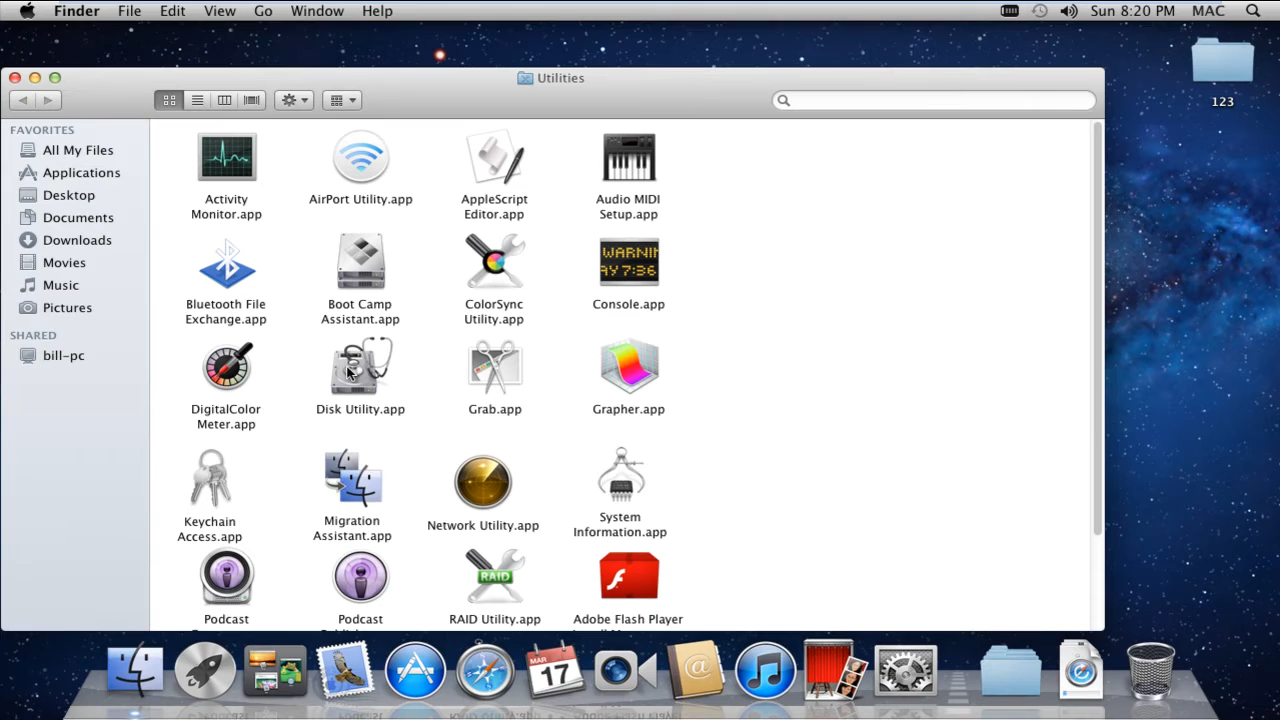 Finder File Edit View Go Window Help Sun 8:20 PM MAC
123
Utilities
FAVORITES
All My Files
Applications
Desktop
Documents
Downloads
Movies
Music
Pictures
SHARED
bill-pc
Activity
Monitor.app
AirPort Utility.app
AppleScript
Editor.app
Audio MIDI
Setup.app
Bluetooth File
Exchange.app
Boot Camp
Assistant.app
ColorSync
Utility.app
WARNIN
AY 7:36
Console.app
DigitalColor
Meter.app
Disk Utility.app
Grab.app
Grapher.app
Keychain
Access.app
Migration
Assistant.app
Network Utility.app
System
Information.app
Podcast
Podcast
RAID
RAID Utility.app
Adobe Flash Player
MAR
17